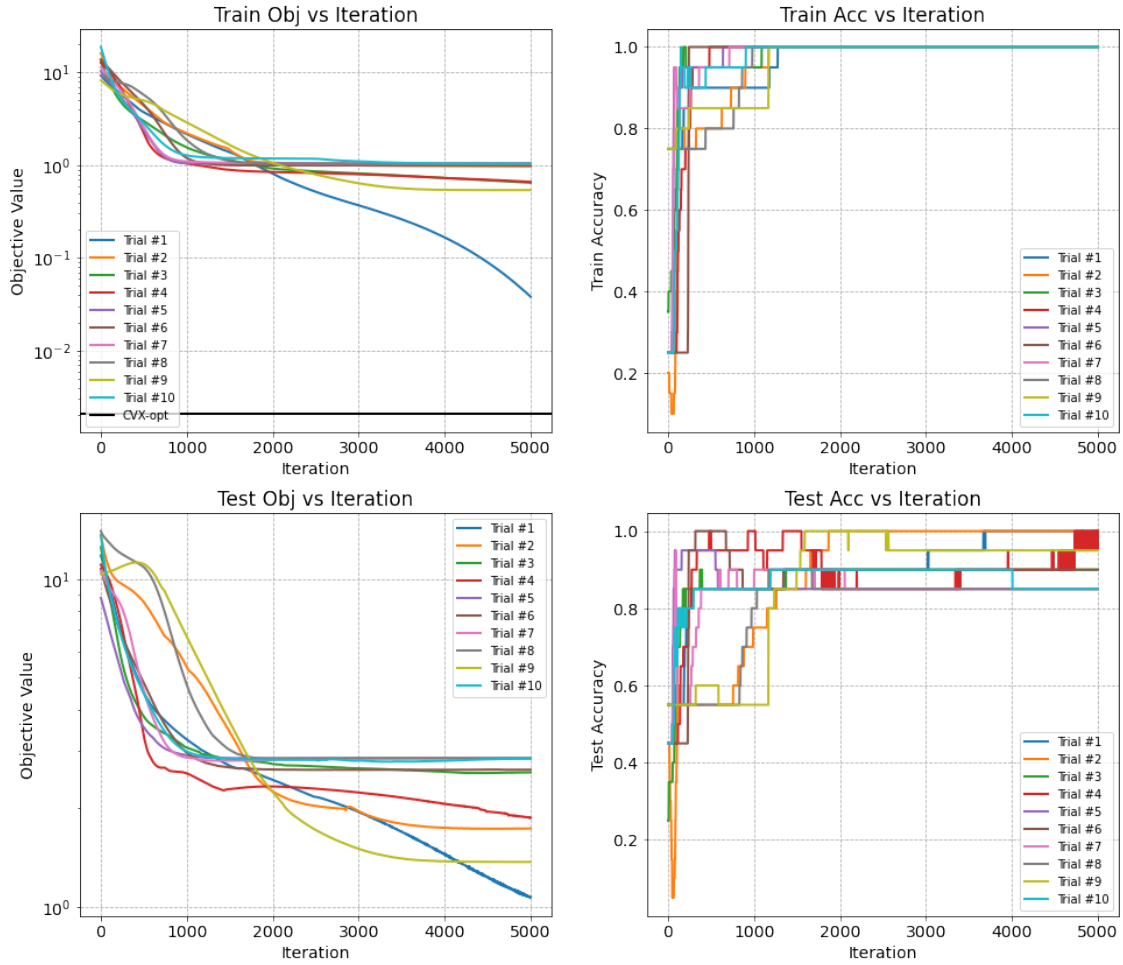 Train Obj vs Iteration
Objective Value
10^1
10^0
10^-1
10^-2
Trial #1
Trial #2
Trial #3
Trial #4
Trial #5
Trial #6
Trial #7
Trial #8
Trial #9
Trial #10
CVX-opt
0 1000 2000 3000 4000 5000
Iteration
Train Acc vs Iteration
Train Accuracy
1.0
0.8
0.6
0.4
0.2
Trial #1
Trial #2
Trial #3
Trial #4
Trial #5
Trial #6
Trial #7
Trial #8
Trial #9
Trial #10
0 1000 2000 3000 4000 5000
Iteration
Test Obj vs Iteration
Objective Value
10^1
10^0
Trial #1
Trial #2
Trial #3
Trial #4
Trial #5
Trial #6
Trial #7
Trial #8
Trial #9
Trial #10
0 1000 2000 3000 4000 5000
Iteration
Test Acc vs Iteration
Test Accuracy
1.0
0.8
0.6
0.4
0.2
Trial #1
Trial #2
Trial #3
Trial #4
Trial #5
Trial #6
Trial #7
Trial #8
Trial #9
Trial #10
0 1000 2000 3000 4000 5000
Iteration